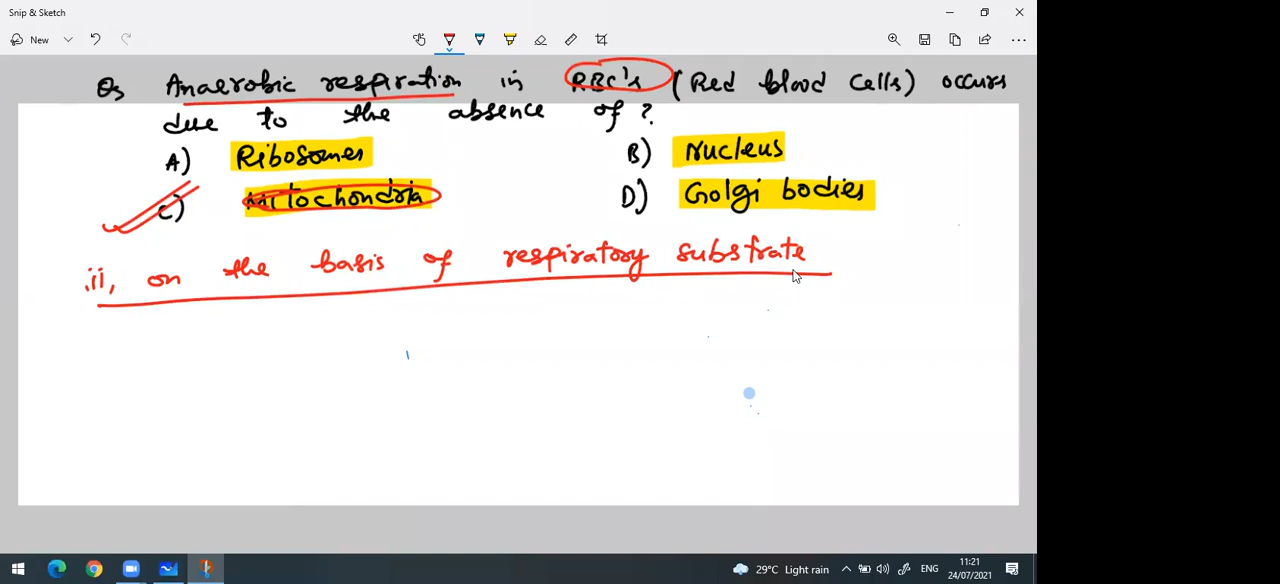 Snip & Sketch
New
Qs Anaerobic respiration in RBC's (Red blood cells) occurs
due to the absence of ?
A) Ribosomes B) Nucleus
C) Mitochondria D) Golgi bodies
ii, on the basis of respiratory substrate
29°C Light rain ENG 11:21
24/07/2021